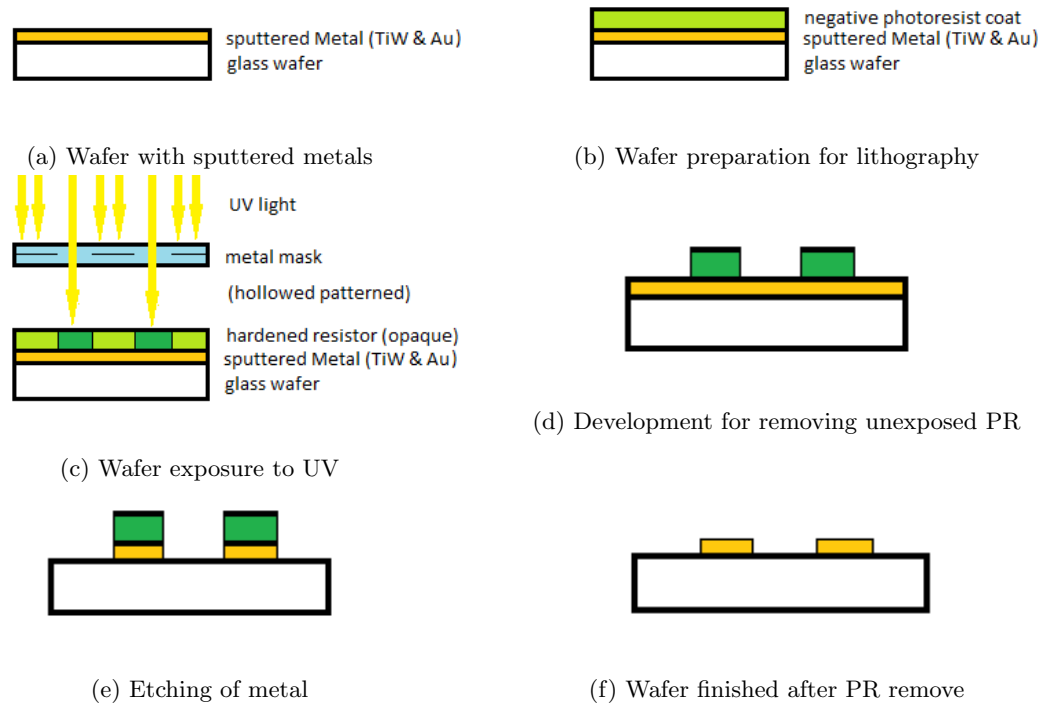 sputtered Metal (TiW & Au)
glass wafer
(a) Wafer with sputtered metals
negative photoresist coat
sputtered Metal (TiW & Au)
glass wafer
(b) Wafer preparation for lithography
UV light
metal mask
(hollowed patterned)
hardened resistor (opaque)
sputtered Metal (TiW & Au)
glass wafer
(c) Wafer exposure to UV
(d) Development for removing unexposed PR
(e) Etching of metal
(f) Wafer finished after PR remove